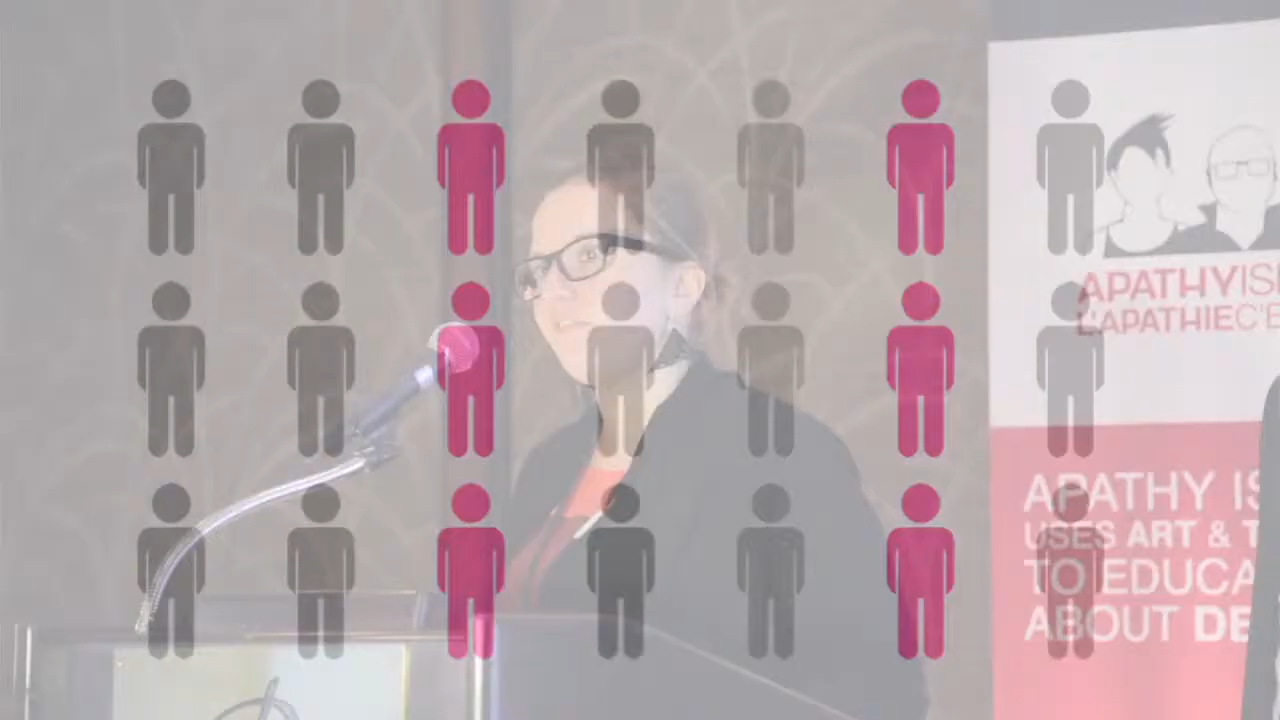 APATHYIS
L'APATHIEC'E
APATHY IS
USES ART & T
TO EDUCA
ABOUT DE